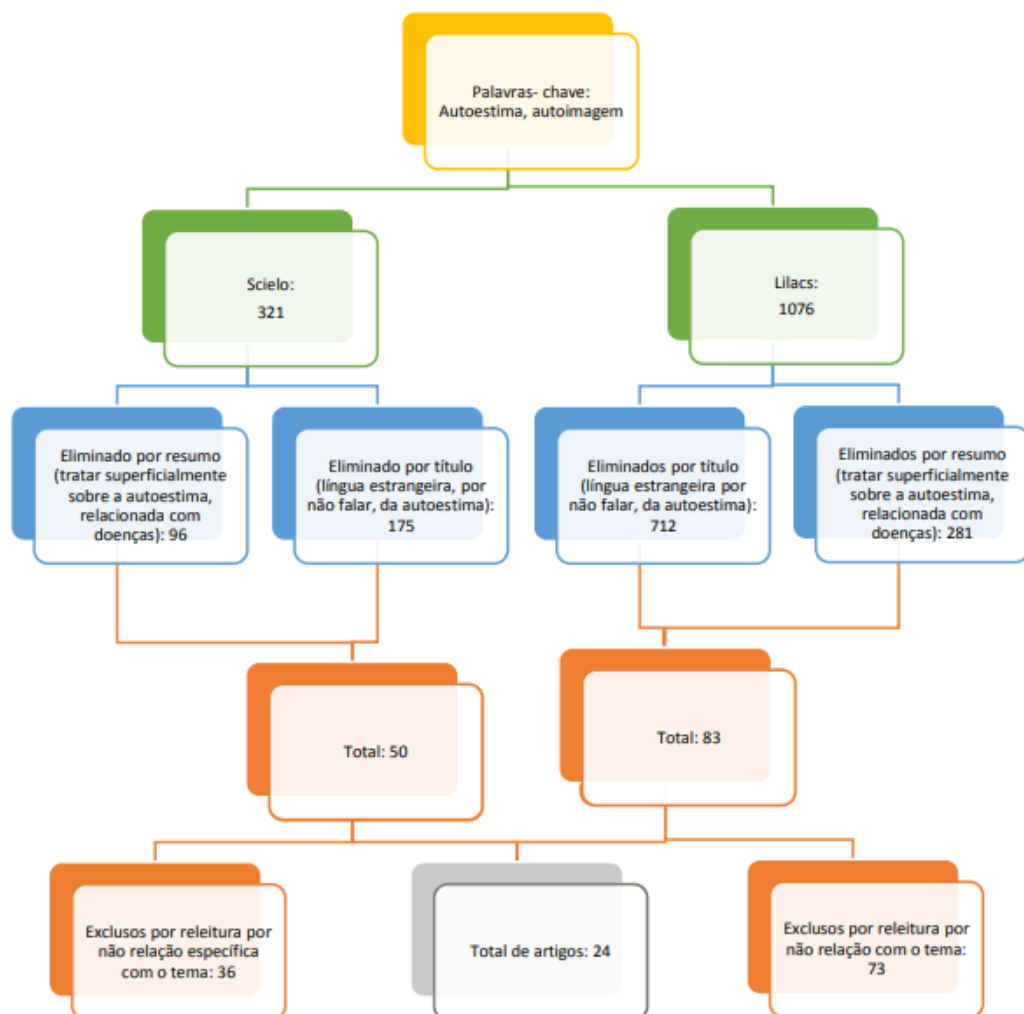 Palavras- chave:
Autoestima, autoimagem
Scielo:
321
Lilacs:
1076
Eliminado por resumo
(tratar superficialmente
sobre a autoestima,
relacionada com
doenças): 96
Eliminado por título
(língua estrangeira, por
não falar, da autoestima):
175
Eliminados por título
(língua estrangeira por
não falar, da autoestima):
712
Eliminados por resumo
(tratar superficialmente
sobre a autoestima,
relacionada com
doenças): 281
Total: 50
Total: 83
Exclusos por releitura por
não relação específica
com o tema: 36
Total de artigos: 24
Exclusos por releitura por
não relação com o tema:
73